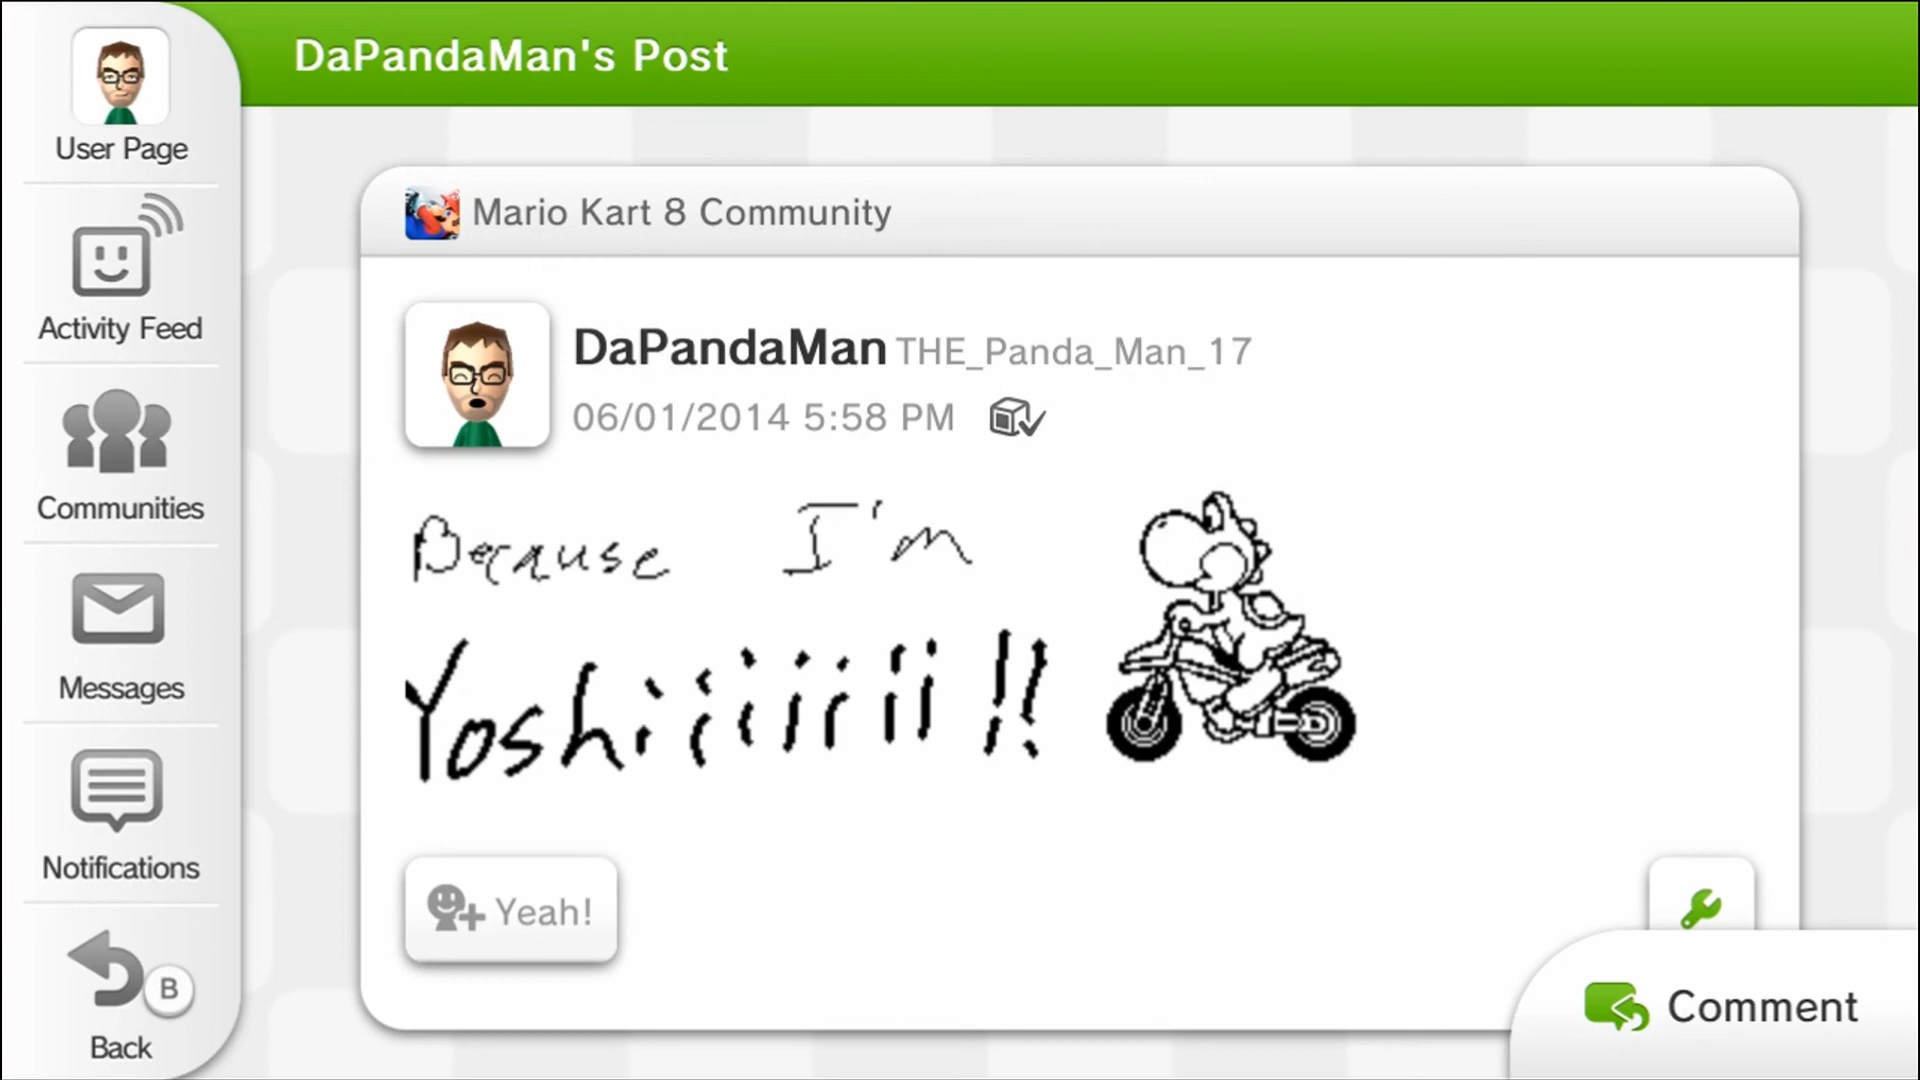 DaPandaMan's Post
User Page
Activity Feed
Communities
Messages
Notifications
B
Back
Mario Kart 8 Community
DaPandaMan THE_Panda_Man_17
06/01/2014 5:58 PM
Because I'm
Yoshiiiiiiii!!
Yeah!
Comment